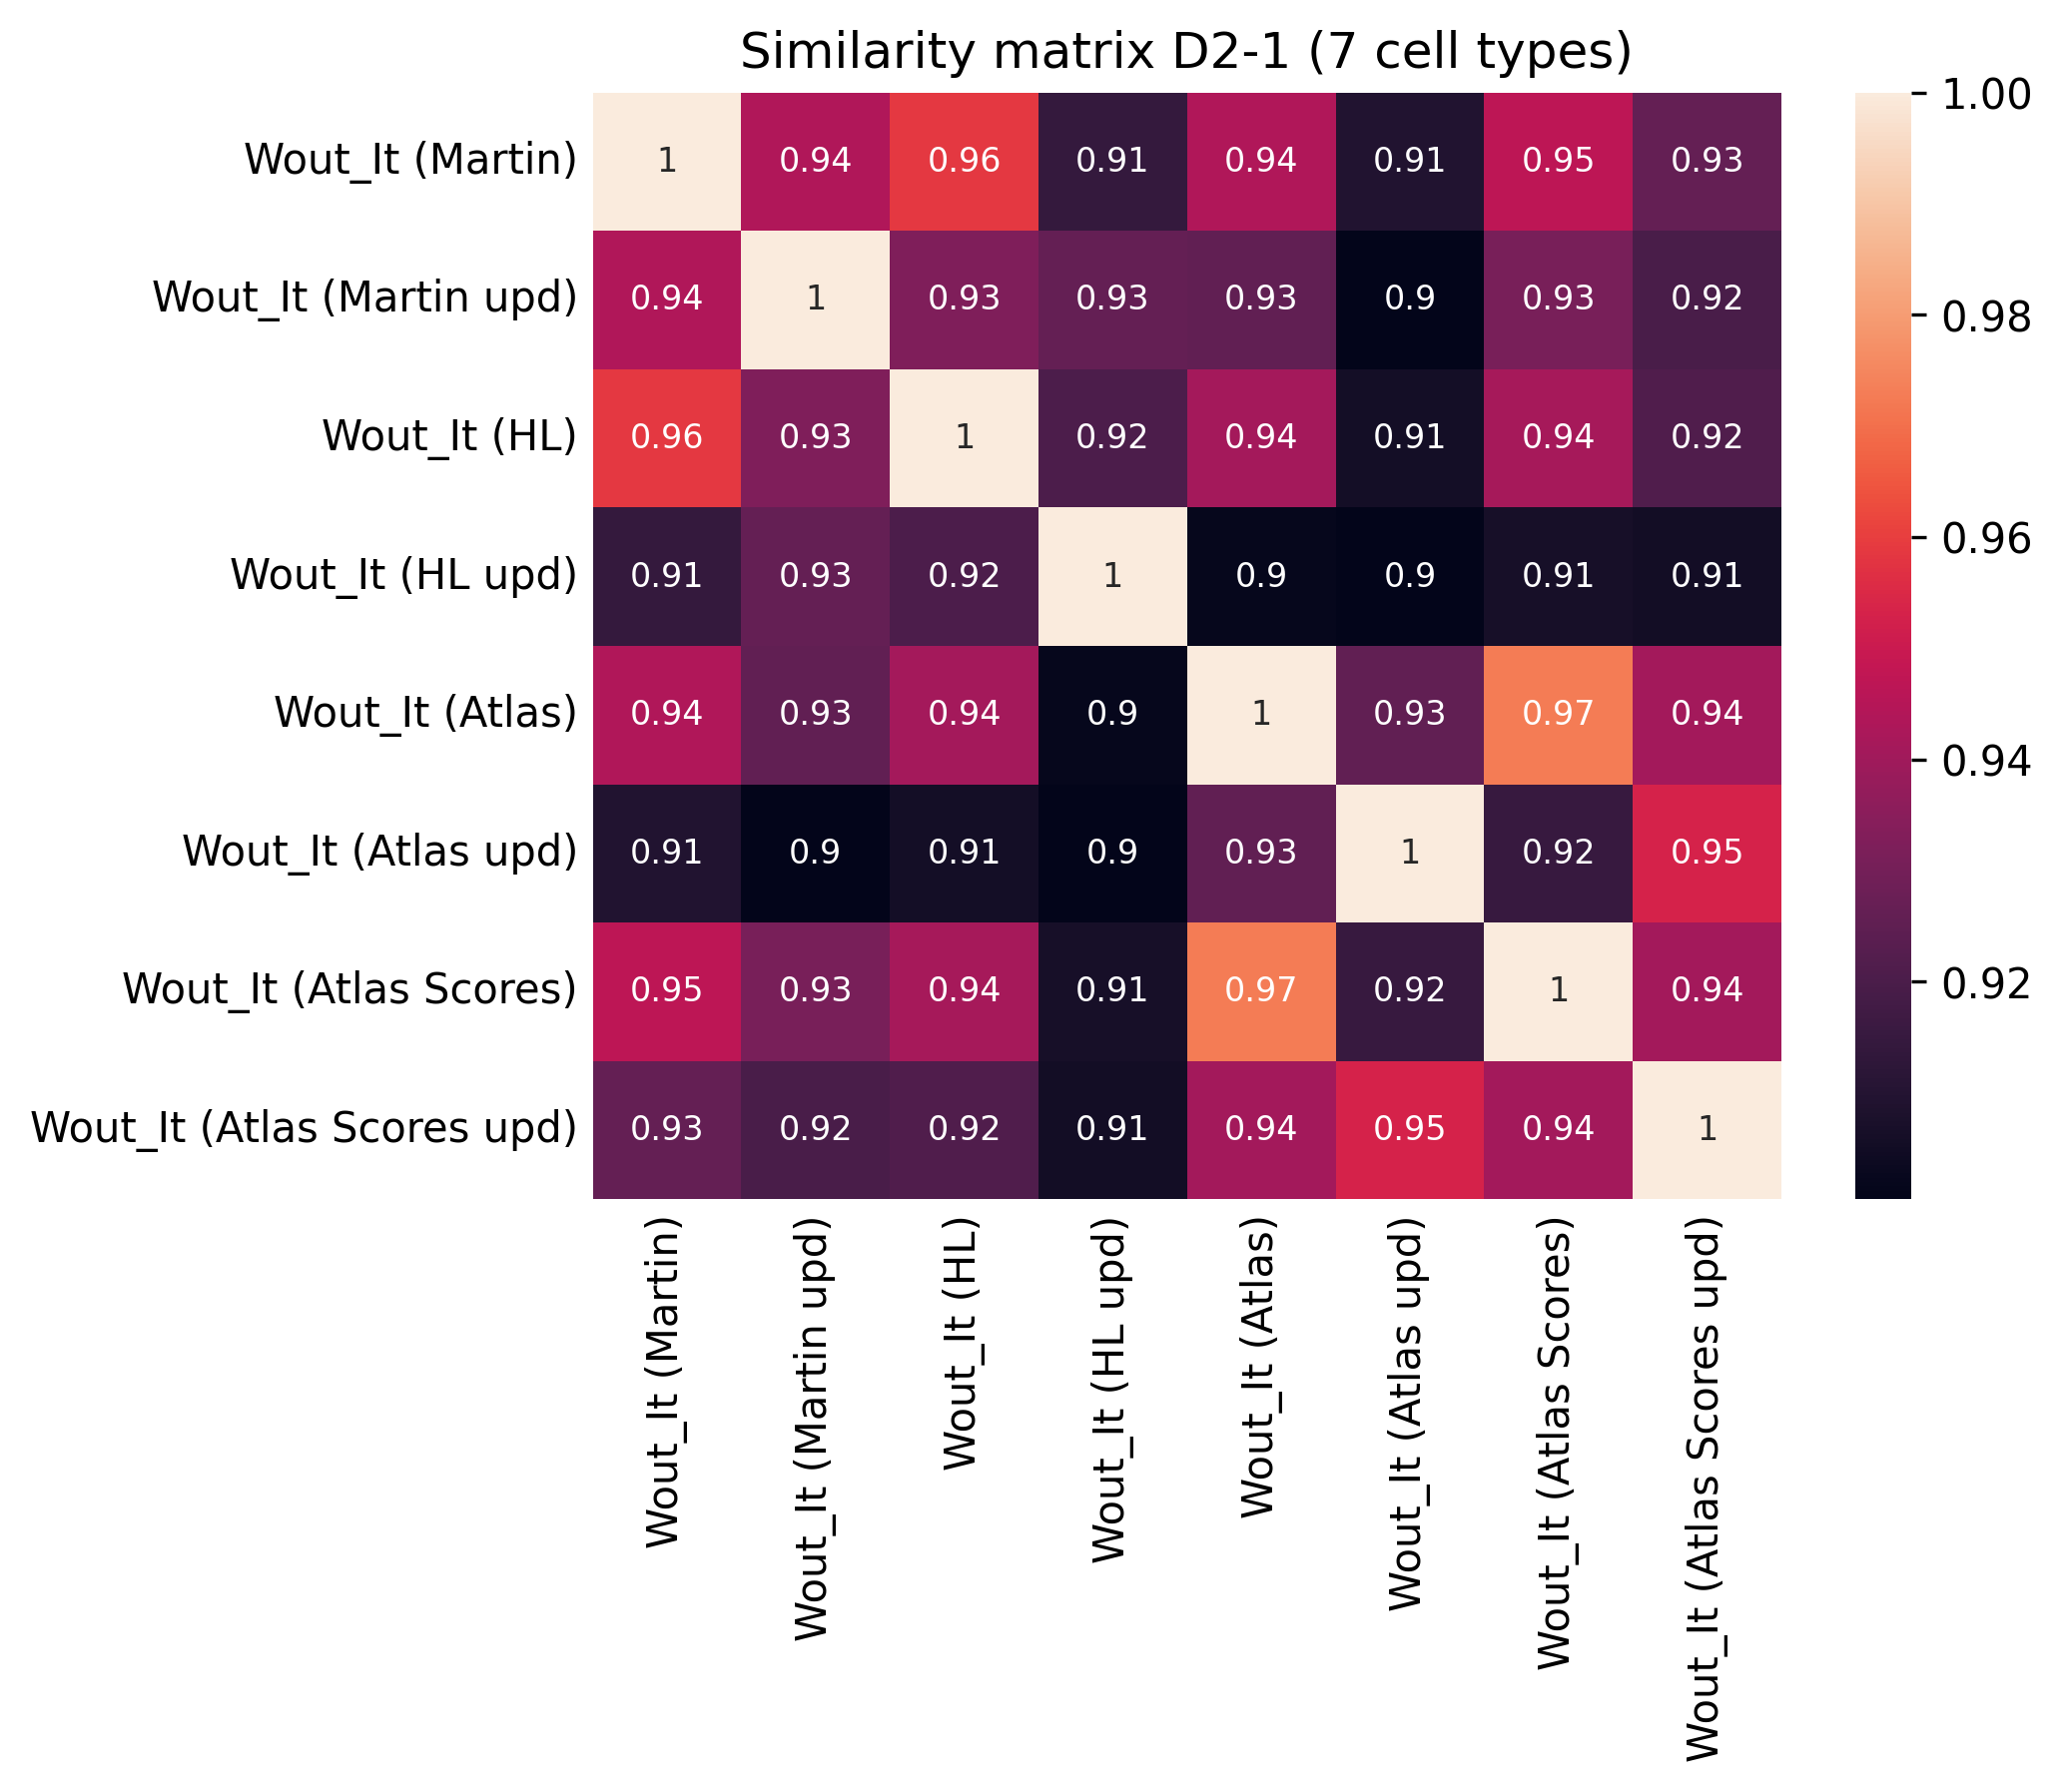 Similarity matrix D2-1 (7 cell types)
Wout_It (Martin) 1 0.94 0.96 0.91 0.94 0.91 0.95 0.93
Wout_It (Martin upd) 0.94 1 0.93 0.93 0.93 0.9 0.93 0.92
Wout_It (HL) 0.96 0.93 1 0.92 0.94 0.91 0.94 0.92
Wout_It (HL upd) 0.91 0.93 0.92 1 0.9 0.9 0.91 0.91
Wout_It (Atlas) 0.94 0.93 0.94 0.9 1 0.93 0.97 0.94
Wout_It (Atlas upd) 0.91 0.9 0.91 0.9 0.93 1 0.92 0.95
Wout_It (Atlas Scores) 0.95 0.93 0.94 0.91 0.97 0.92 1 0.94
Wout_It (Atlas Scores upd) 0.93 0.92 0.92 0.91 0.94 0.95 0.94 1
Wout_It (Martin)
Wout_It (Martin upd)
Wout_It (HL)
Wout_It (HL upd)
Wout_It (Atlas)
Wout_It (Atlas upd)
Wout_It (Atlas Scores)
Wout_It (Atlas Scores upd)
1.00
0.98
0.96
0.94
0.92